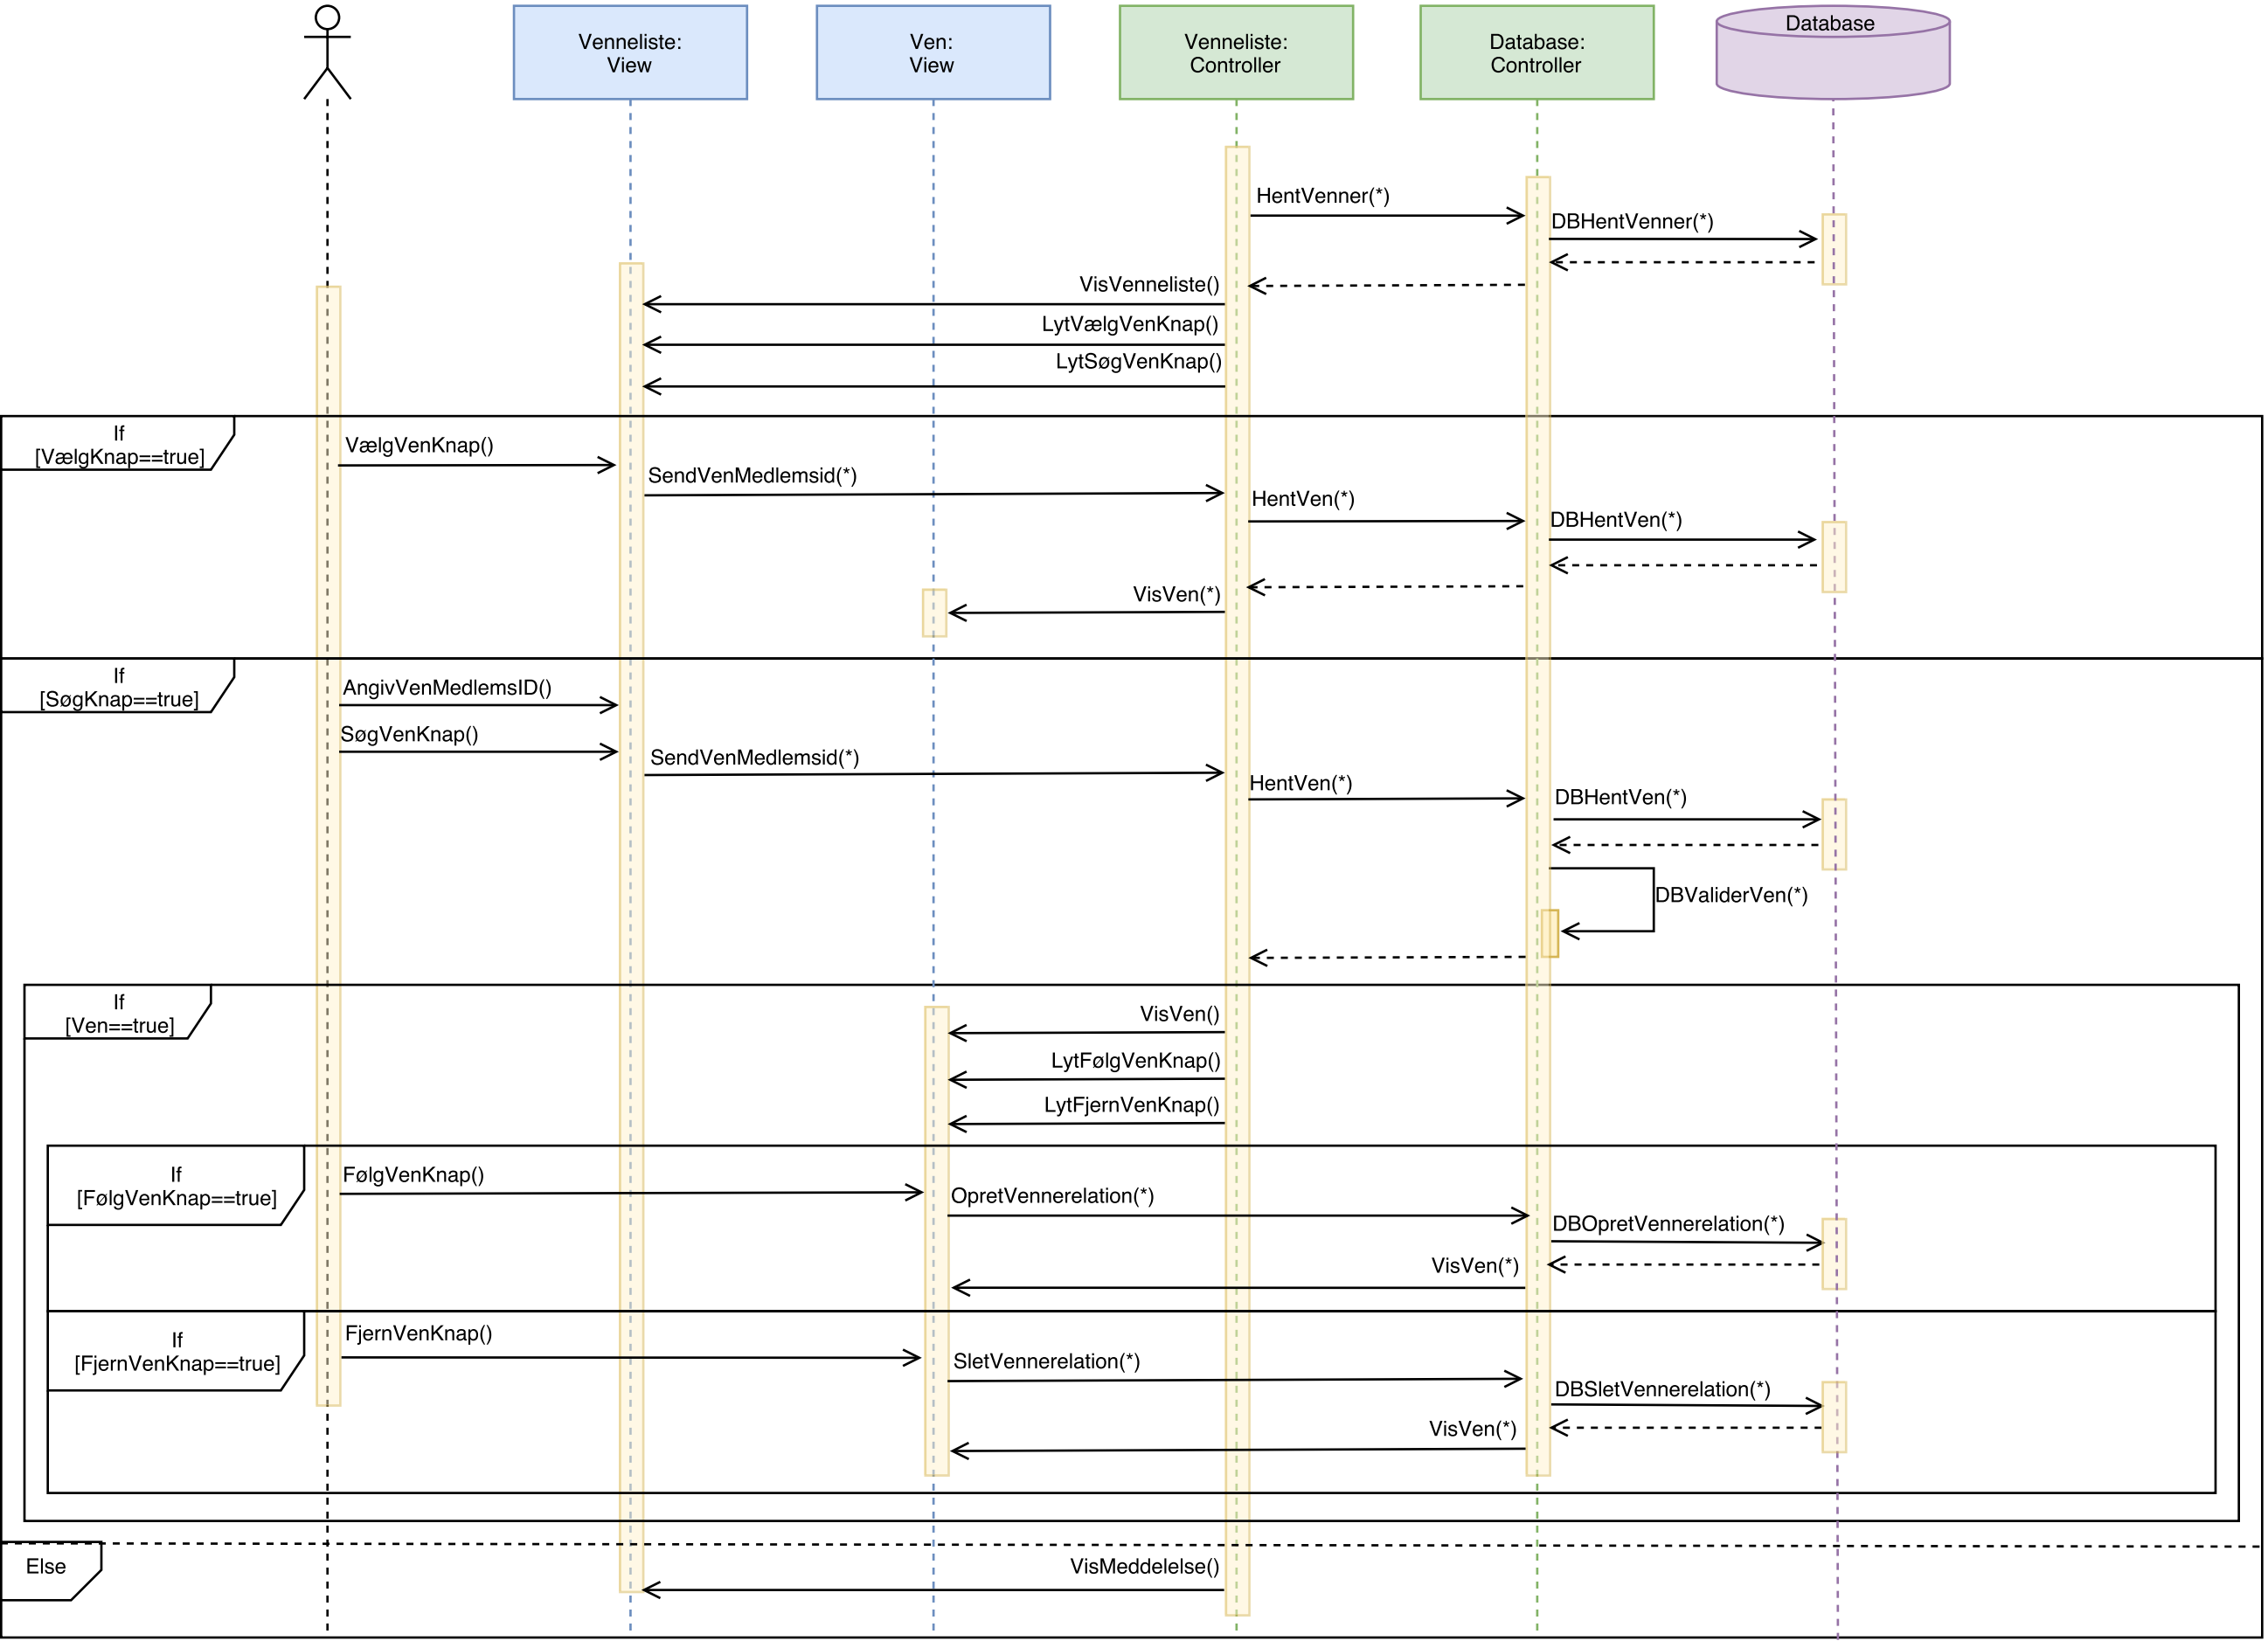 Venneliste:
View
Ven:
View
Venneliste:
Controller
Database:
Controller
Database
HentVenner(*)
DBHentVenner(*)
VisVenneliste()
LytVælgVenKnap()
LytSøgVenKnap()
If
[VælgKnap==true]
VælgVenKnap()
SendVenMedlemsid(*)
HentVen(*)
DBHentVen(*)
VisVen(*)
If
[SøgKnap==true]
AngivVenMedlemsID()
SøgVenKnap()
SendVenMedlemsid(*)
HentVen(*)
DBHentVen(*)
DBValiderVen(*)
If
[Ven==true]
VisVen()
LytFølgVenKnap()
LytFjernVenKnap()
If
[FølgVenKnap==true]
FølgVenKnap()
OpretVennerelation(*)
DBOpretVennerelation(*)
VisVen(*)
If
[FjernVenKnap==true]
FjernVenKnap()
SletVennerelation(*)
DBSletVennerelation(*)
VisVen(*)
Else
VisMeddelelse()